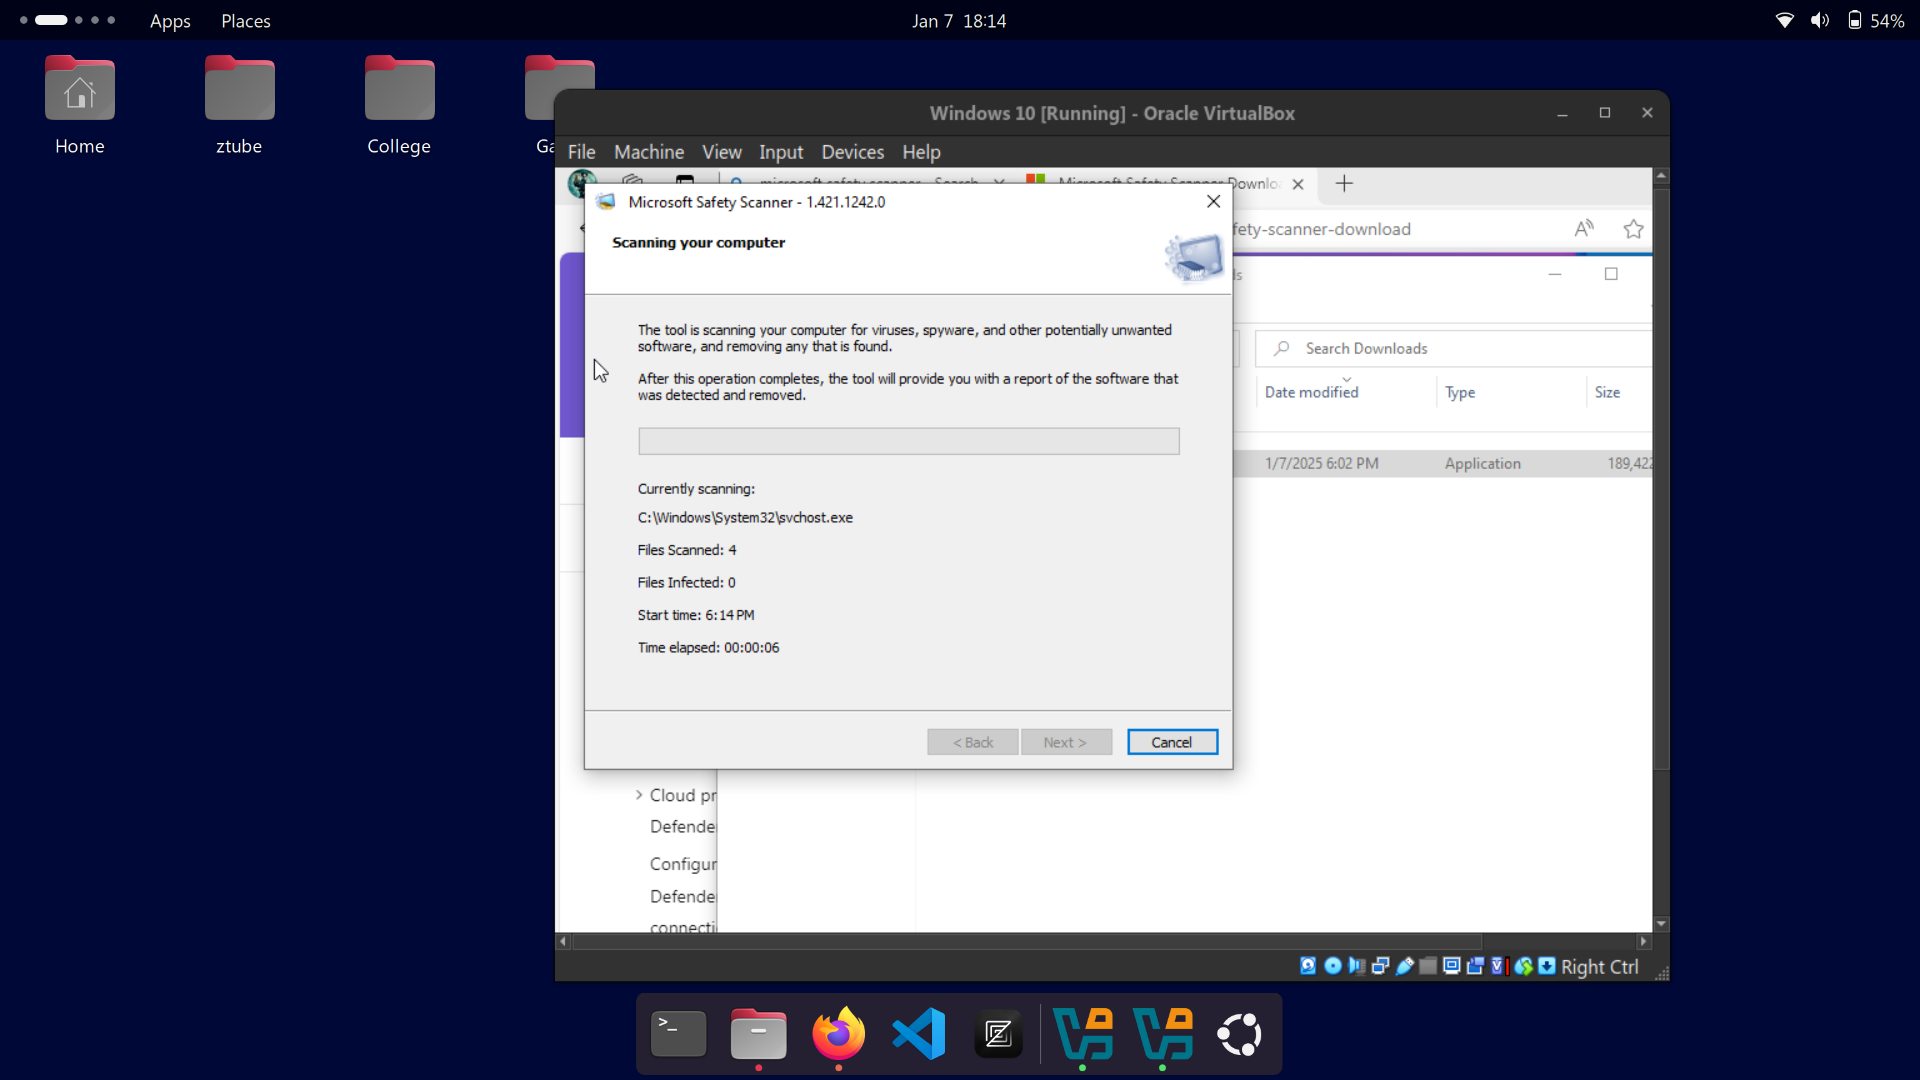 Apps Places
Jan 7 18:14
54%
Home
ztube
College
Ga
Windows 10 [Running] - Oracle VirtualBox
File Machine View Input Devices Help
microsoft safety scanner - Search
Microsoft Safety Scanner Downlo
Microsoft Safety Scanner - 1.421.1242.0
fety-scanner-download
Scanning your computer
ds
The tool is scanning your computer for viruses, spyware, and other potentially unwanted
software, and removing any that is found.
After this operation completes, the tool will provide you with a report of the software that
was detected and removed.
Search Downloads
Date modified Type Size
1/7/2025 6:02 PM Application 189,422
Currently scanning:
C:\Windows\System32\svchost.exe
Files Scanned: 4
Files Infected: 0
Start time: 6:14 PM
Time elapsed: 00:00:06
< Back Next > Cancel
Cloud pr
Defende
Configur
Defende
connecti
Right Ctrl